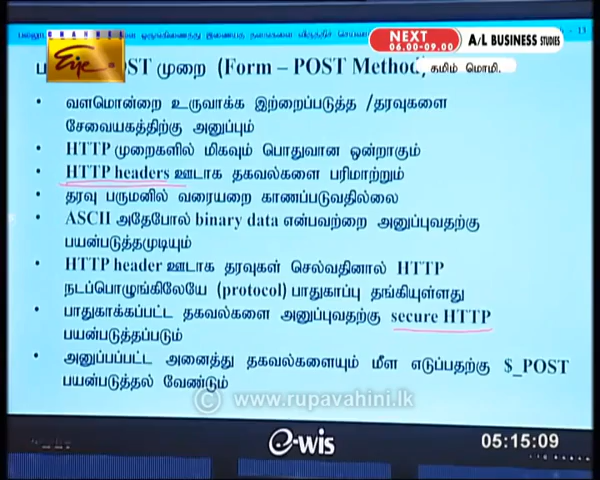 CHANNEL
Eye
NEXT
06.00-09.00
A/L BUSINESS STUDIES
தமிழ் மொழி.
- 13
POST முறை (Form – POST Method)
• வளமொன்றை உருவாக்க இற்றைப்படுத்த /தரவுகளை
சேவையகத்திற்கு அனுப்பும்
• HTTP முறைகளில் மிகவும் பொதுவான ஒன்றாகும்
• HTTP headers ஊடாக தகவல்களை பரிமாற்றும்
• தரவு பருமனில் வரையறை காணப்படுவதில்லை
• ASCII அதேபோல் binary data என்பவற்றை அனுப்புவதற்கு
பயன்படுத்தமுடியும்
• HTTP header ஊடாக தரவுகள் செல்வதினால் HTTP
நடப்பொழுங்கிலேயே (protocol) பாதுகாப்பு தங்கியுள்ளது
• பாதுகாக்கப்பட்ட தகவல்களை அனுப்புவதற்கு secure HTTP
பயன்படுத்தப்படும்
• அனுப்பப்பட்ட அனைத்து தகவல்களையும் மீள எடுப்பதற்கு $_POST
பயன்படுத்தல் வேண்டும்
© www.rupavahini.lk
e-wis
05:15:09